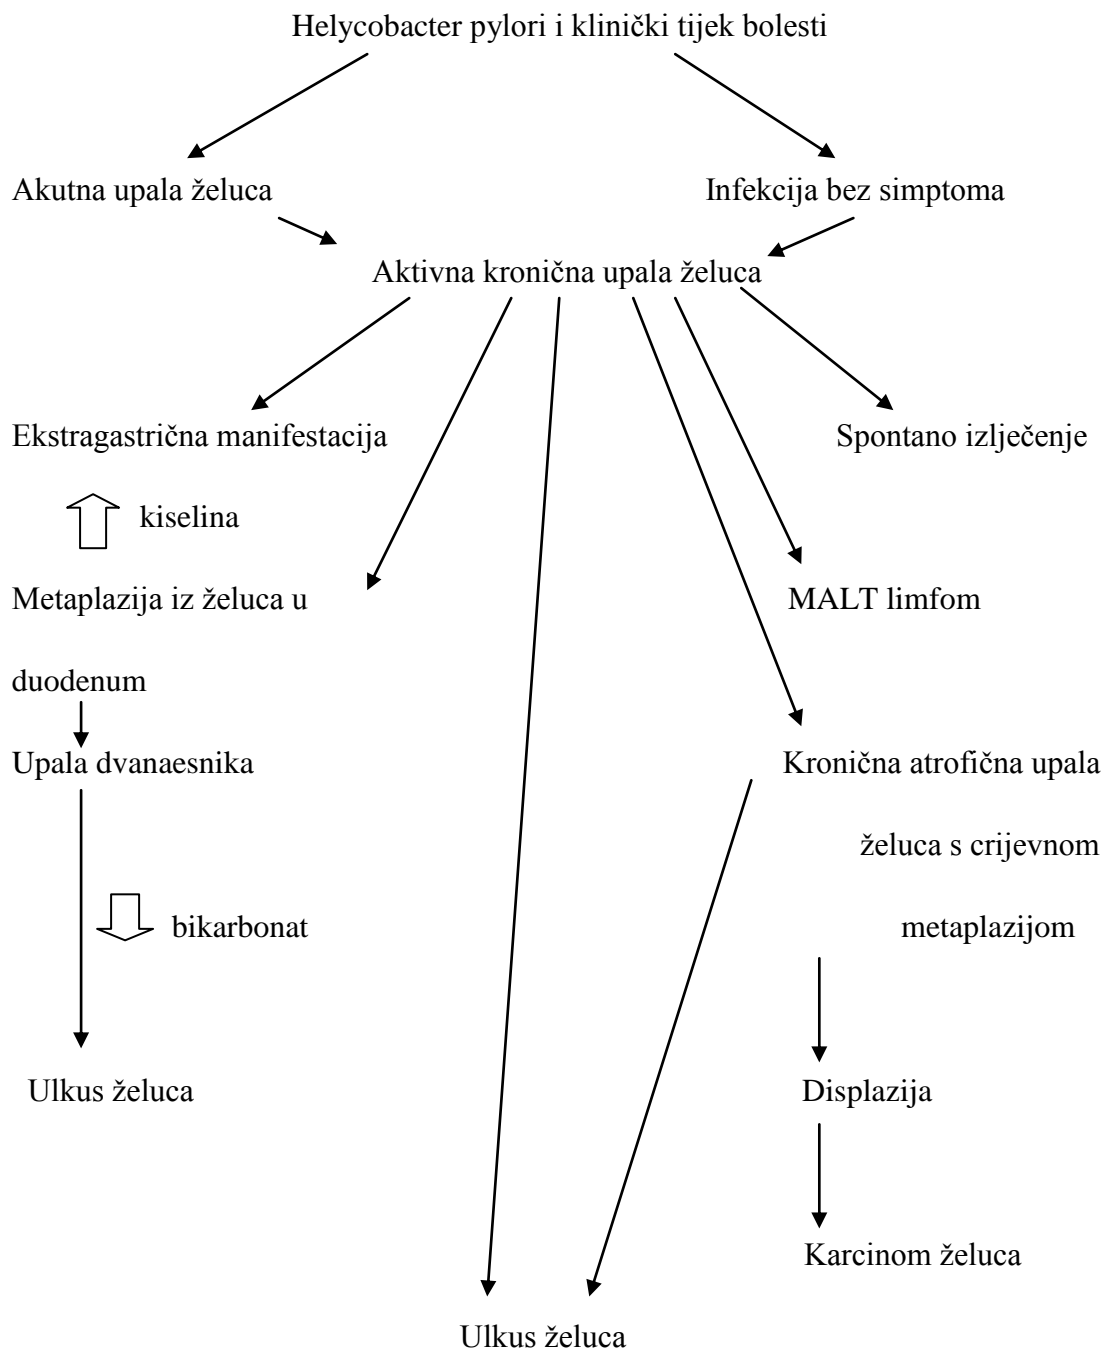 Helycobacter pylori i klinički tijek bolesti
Akutna upala želuca
Infekcija bez simptoma
Aktivna kronična upala želuca
Ekstragastrična manifestacija
Spontano izlječenje
kiselina
Metaplazija iz želuca u
MALT limfom
duodenum
Upala dvanaesnika
Kronična atrofična upala
želuca s crijevnom
bikarbonat
metaplazijom
Ulkus želuca
Displazija
Karcinom želuca
Ulkus želuca